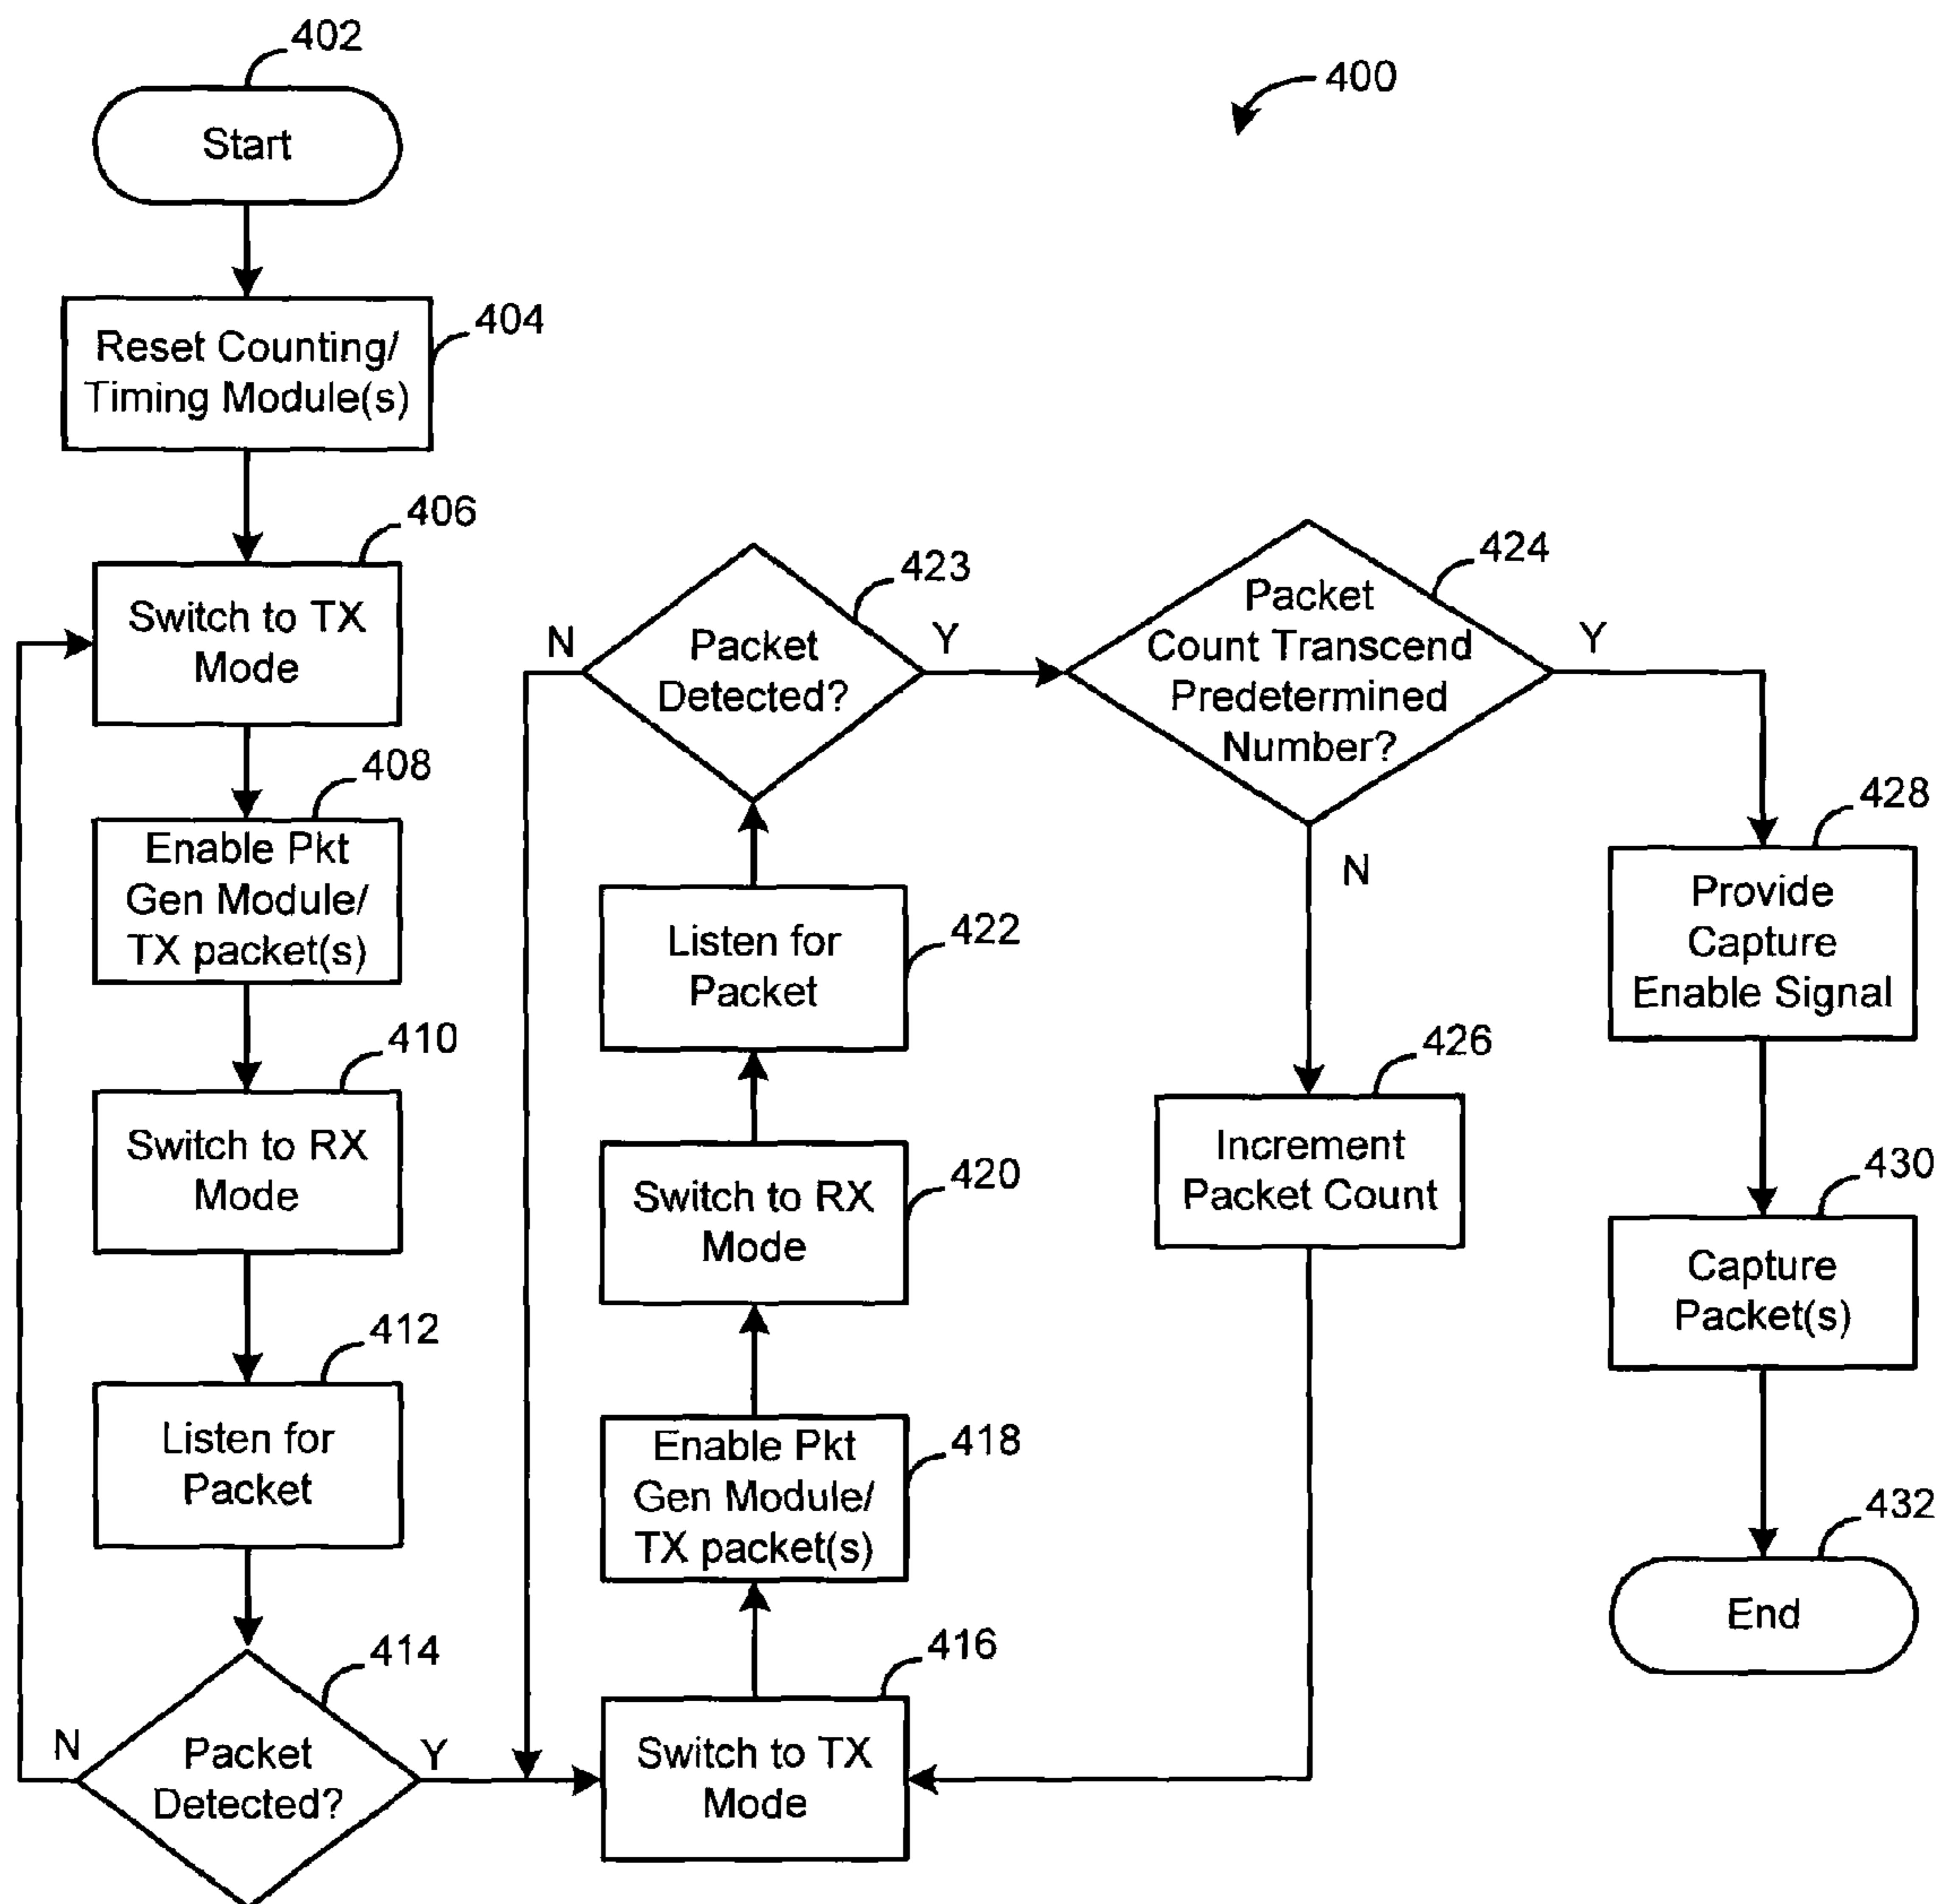 402
Start
400
404
Reset Counting/
Timing Module(s)
406
Switch to TX
Mode
408
Enable Pkt
Gen Module/
TX packet(s)
410
Switch to RX
Mode
412
Listen for
Packet
414
N
Packet
Detected?
Y
416
Switch to TX
Mode
418
Enable Pkt
Gen Module/
TX packet(s)
420
Switch to RX
Mode
422
Listen for
Packet
423
N
Packet
Detected?
Y
424
Packet
Count Transcend
Predetermined
Number?
Y
N
426
Increment
Packet Count
428
Provide
Capture
Enable Signal
430
Capture
Packet(s)
432
End